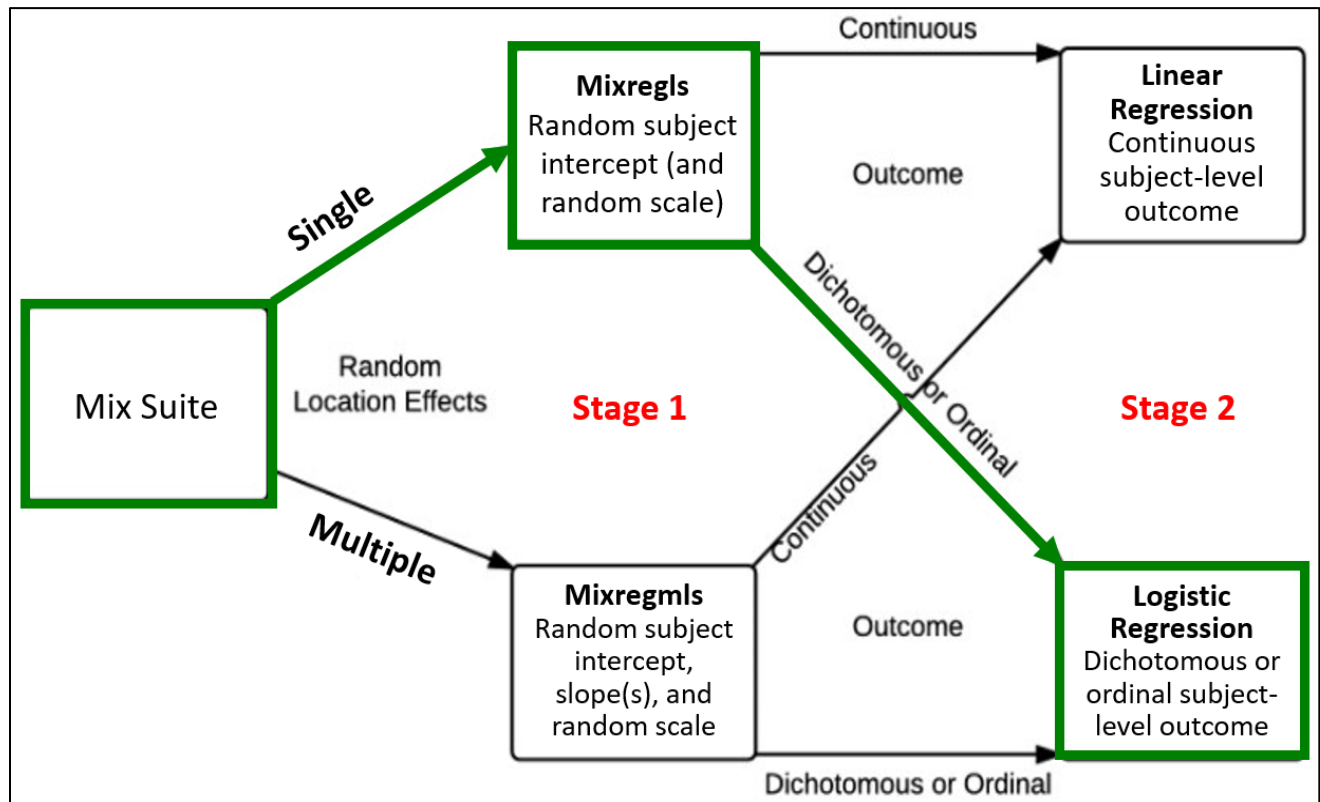 Mix Suite
Single
Random
Location Effects
Multiple
Stage 1
Mixregls
Random subject
intercept (and
random scale)
Mixregmls
Random subject
intercept,
slope(s), and
random scale
Continuous
Outcome
Dichotomous or Ordinal
Continuous
Outcome
Dichotomous or Ordinal
Stage 2
Linear
Regression
Continuous
subject-level
outcome
Logistic
Regression
Dichotomous or
ordinal subject-
level outcome